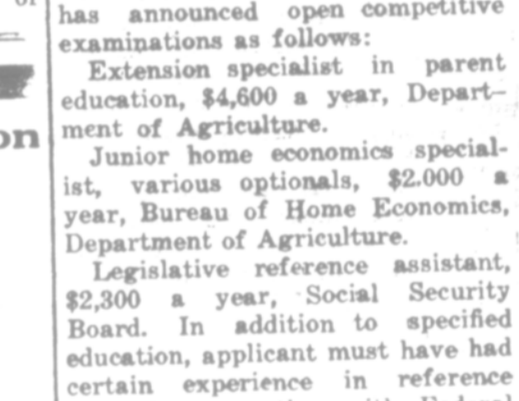 has announced open competitive
examinations as follows:
Extension specialist in parent
education, $4,600 a year, Depart-
ment of Agriculture.
on
Junior home economics special-
ist, various optionals, $2.000 a
year, Bureau of Home Economics,
Department of Agriculture.
Legislative reference assistant,
$2,300 a year, Social Security
Board. In addition to specified
education, applicant must have had
certain experience in reference